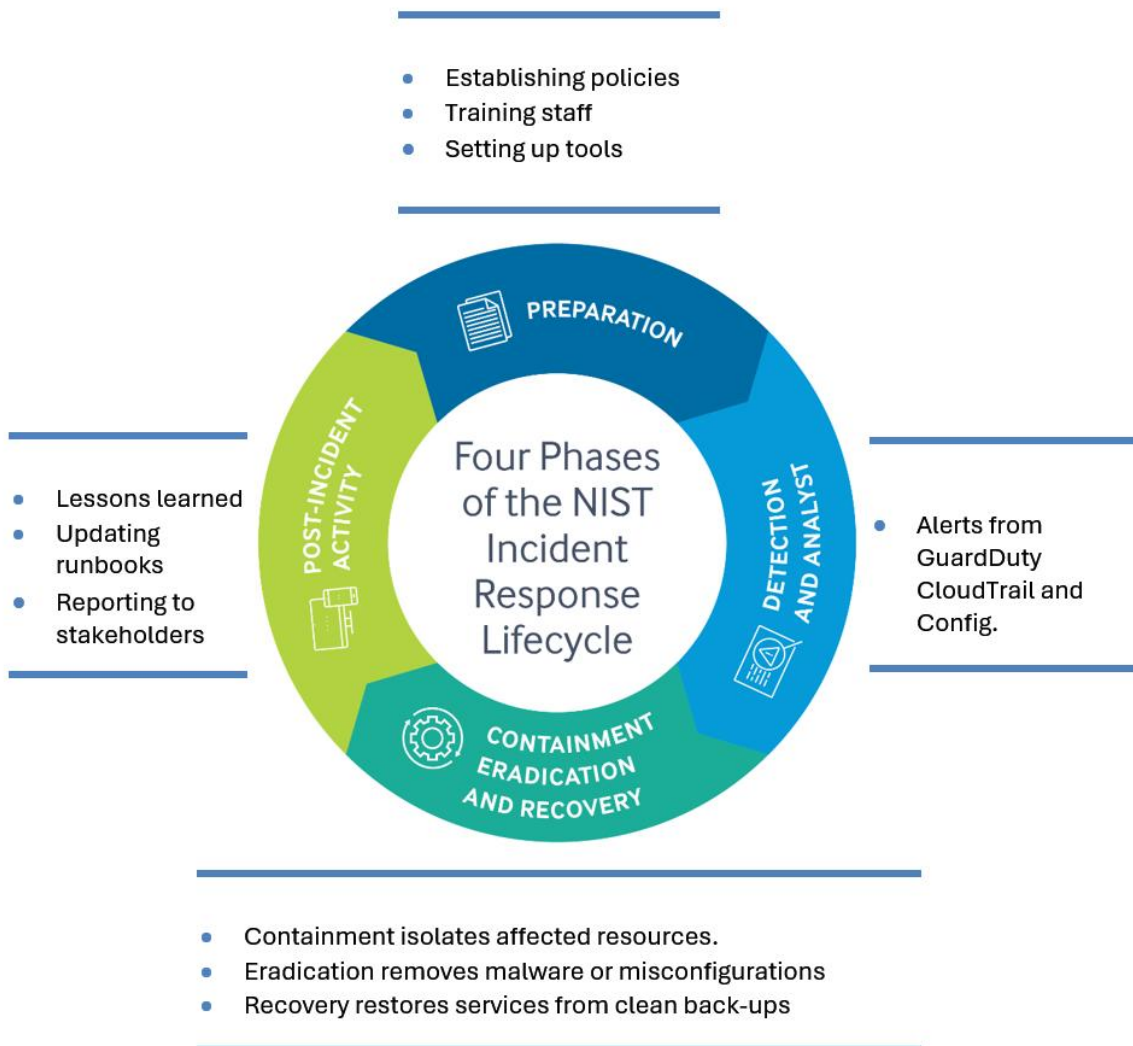 Establishing policies
Training staff
Setting up tools
PREPARATION
Four Phases
of the NIST
Incident
Response
Lifecycle
DETECTION
AND ANALYST
Alerts from
GuardDuty
CloudTrail and
Config.
CONTAINMENT
ERADICATION
AND RECOVERY
Containment isolates affected resources.
Eradication removes malware or misconfigurations
Recovery restores services from clean back-ups
POST-INCIDENT
ACTIVITY
Lessons learned
Updating
runbooks
Reporting to
stakeholders